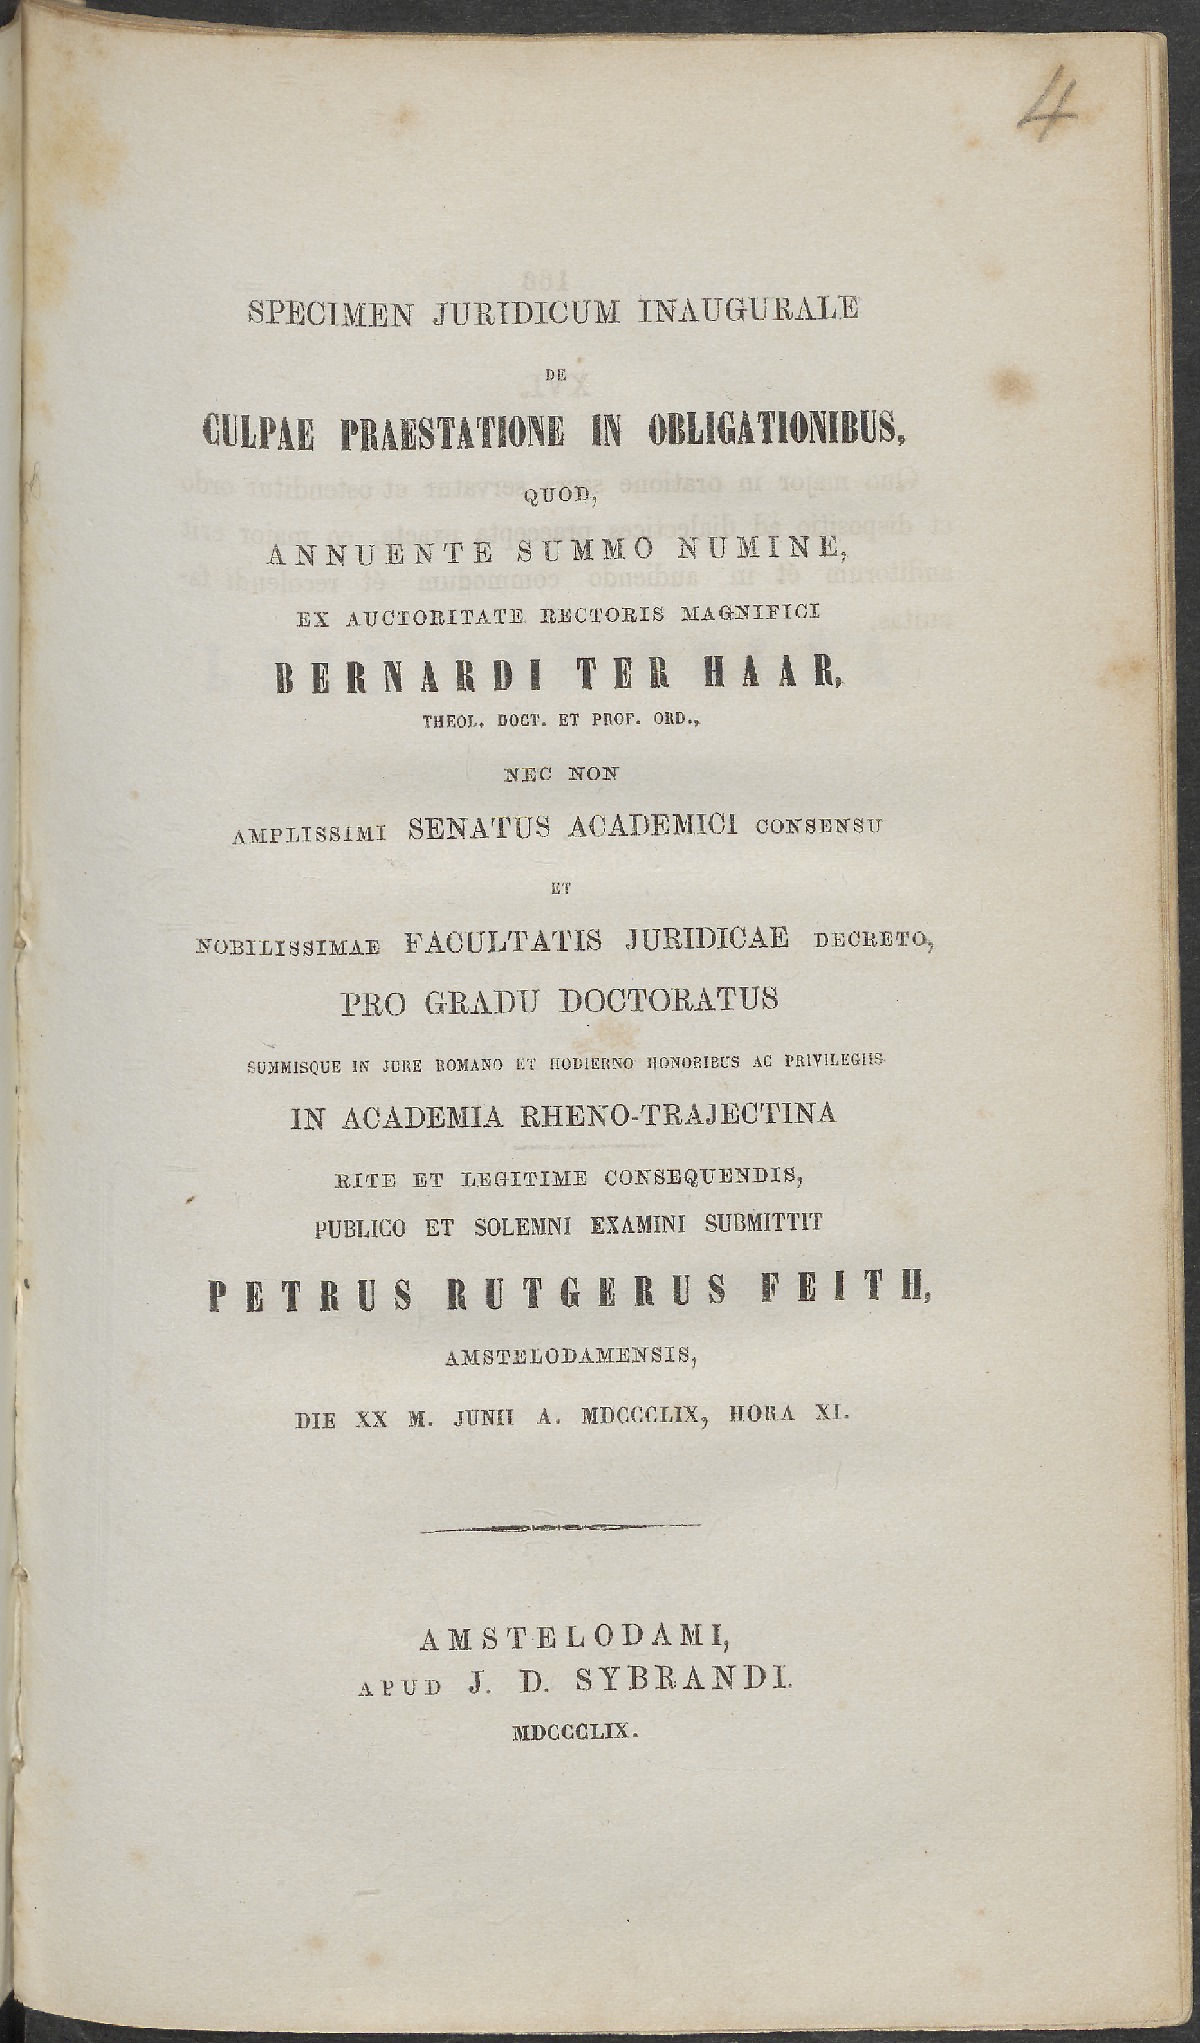 4
SPECIMEN JURIDICUM INAUGURALE
DE
CULPAE PRAESTATIONE IN OBLIGATIONIBUS,
QUOD,
ANNUENTE SUMMO NUMINE,
EX AUCTORITATE RECTORIS MAGNIFICI
BERNARDI TER HAAR,
THEOL. DOCT. ET PROF. ORD.,
NEC NON
AMPLISSIMI SENATUS ACADEMICI CONSENSU
ET
NOBILISSIMAE FACULTATIS JURIDICAE DECRETO,
PRO GRADU DOCTORATUS
SUMMISQUE IN JURE ROMANO ET HODIERNO HONORIBUS AC PRIVILEGIIS
IN ACADEMIA RHENO-TRAJECTINA
RITE ET LEGITIME CONSEQUENDIS,
PUBLICO ET SOLEMNI EXAMINI SUBMITTIT
PETRUS RUTGERUS FEITH,
AMSTELODAMENSIS,
DIE XX M. JUNII A. MDCCCLIX, HORA XI.
AMSTELODAMI,
APUD J. D. SYBRANDI.
MDCCCLIX.